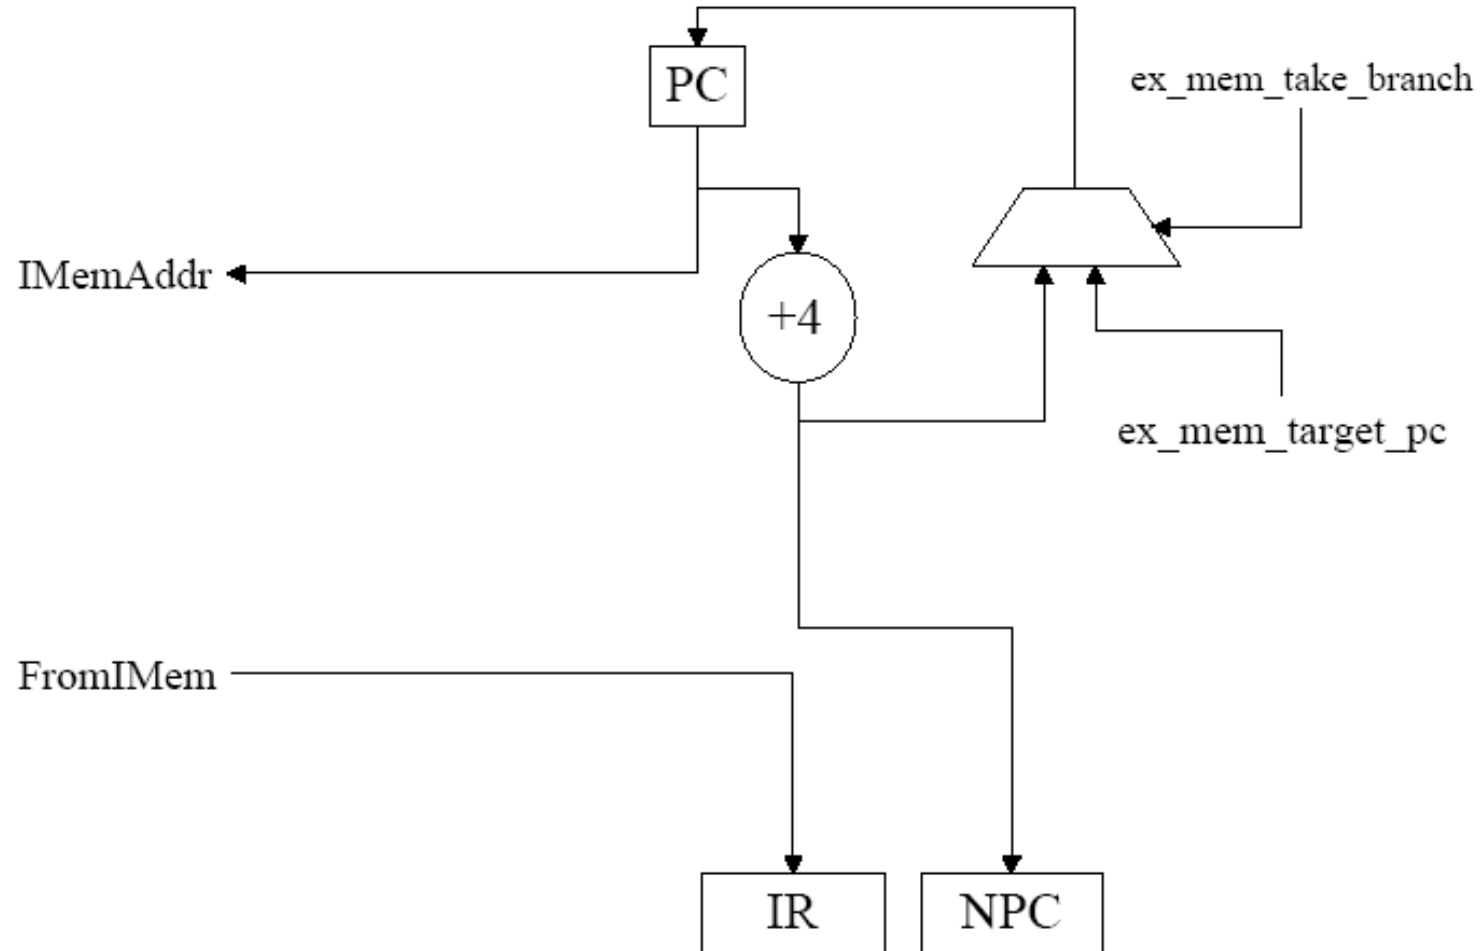 PC
ex_mem_take_branch
IMemAddr
+4
ex_mem_target_pc
FromIMem
IR
NPC